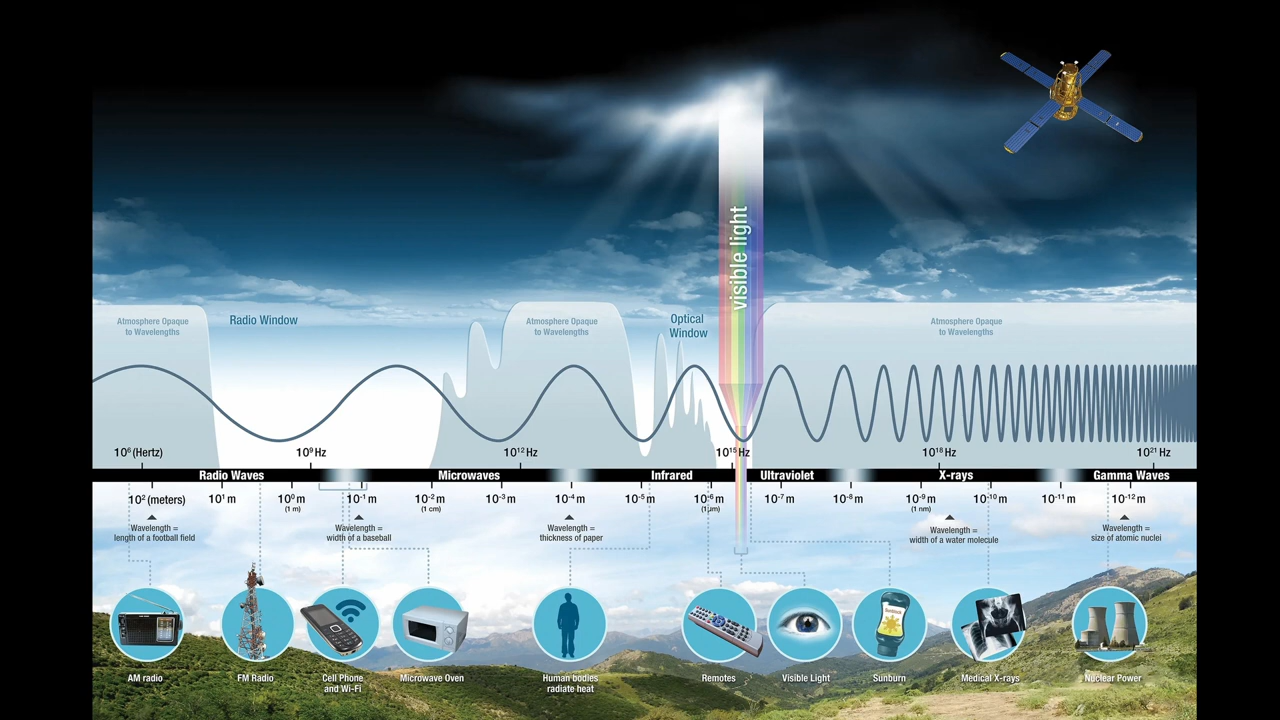 visible light
Atmosphere Opaque
to Wavelengths
Radio Window
Atmosphere Opaque
to Wavelengths
Optical
Window
Atmosphere Opaque
to Wavelengths
10⁶ (Hertz) 10⁹ Hz 10¹² Hz 10¹⁵ Hz 10¹⁸ Hz 10²¹ Hz
Radio Waves Microwaves Infrared Ultraviolet X-rays Gamma Waves
10² (meters) 10¹ m 10⁰ m 10⁻¹ m 10⁻² m 10⁻³ m 10⁻⁴ m 10⁻⁵ m 10⁻⁶ m 10⁻⁷ m 10⁻⁸ m 10⁻⁹ m 10⁻¹⁰ m 10⁻¹¹ m 10⁻¹² m
(1 m) (1 cm) (1μm) (1 nm)
Wavelength =
length of a football field
Wavelength =
width of a baseball
Wavelength =
thickness of paper
Wavelength =
width of a water molecule
Wavelength =
size of atomic nuclei
AM radio
FM Radio
Cell Phone
and Wi-Fi
Microwave Oven
Human bodies
radiate heat
Remotes
Visible Light
Sunburn
Medical X-rays
Nuclear Power